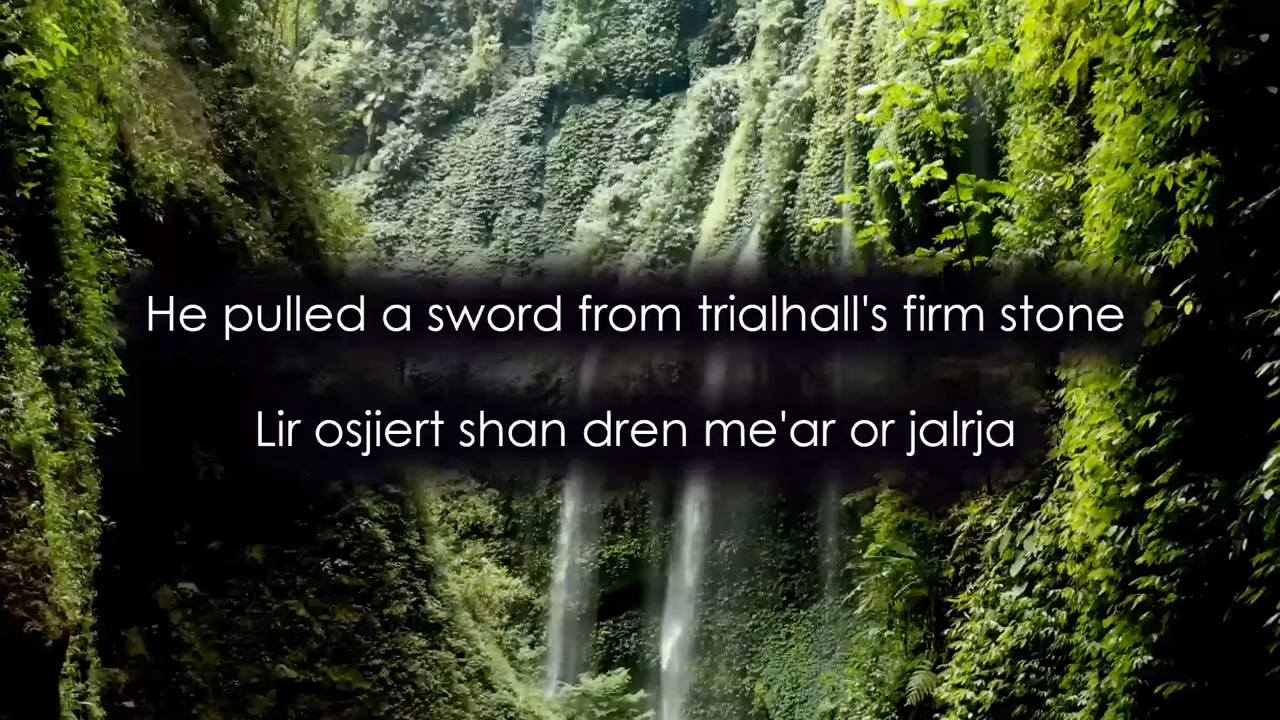 He pulled a sword from trialhall's firm stone
Lir osjiert shan dren me'ar or jalrja